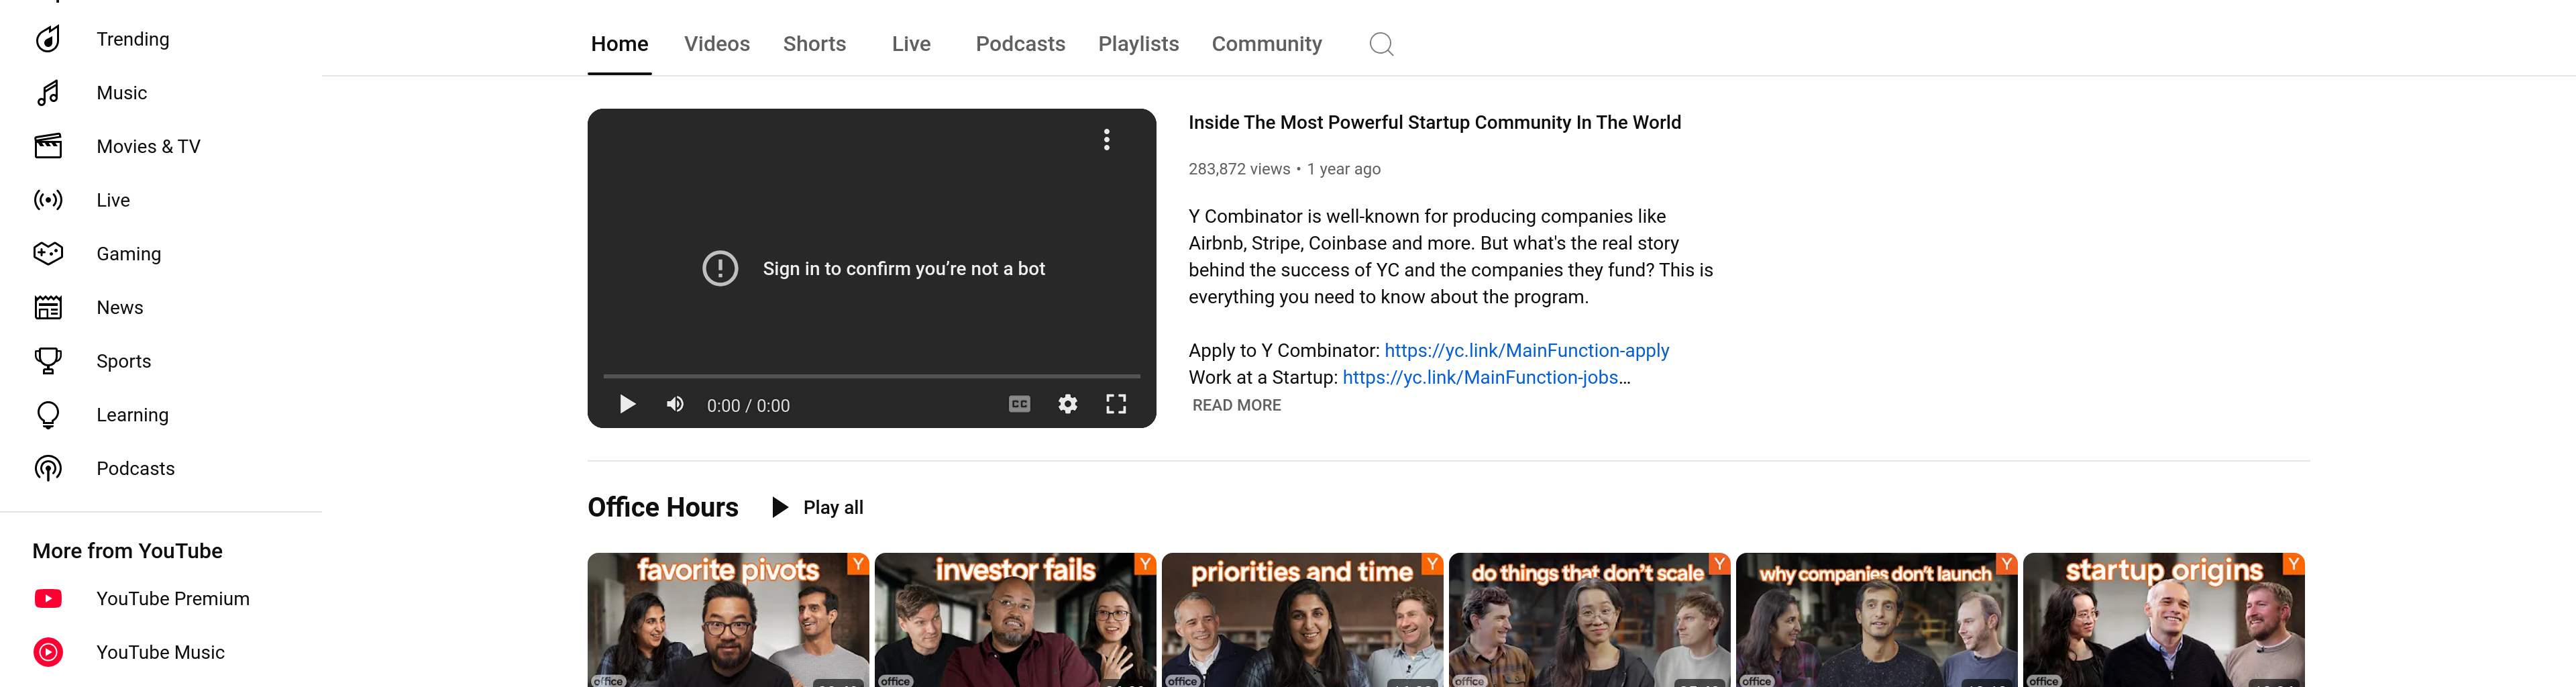 Trending
Music
Movies & TV
Live
Gaming
News
Sports
Learning
Podcasts
More from YouTube
YouTube Premium
YouTube Music
Home Videos Shorts Live Podcasts Playlists Community
Sign in to confirm you’re not a bot
0:00 / 0:00
CC
Inside The Most Powerful Startup Community In The World
283,872 views • 1 year ago
Y Combinator is well-known for producing companies like
Airbnb, Stripe, Coinbase and more. But what's the real story
behind the success of YC and the companies they fund? This is
everything you need to know about the program.
Apply to Y Combinator: https://yc.link/MainFunction-apply
Work at a Startup: https://yc.link/MainFunction-jobs...
READ MORE
Office Hours Play all
favorite pivots Y
office
investor fails Y
office
priorities and time Y
office
do things that don't scale Y
office
why companies don't launch Y
office
startup origins Y
office